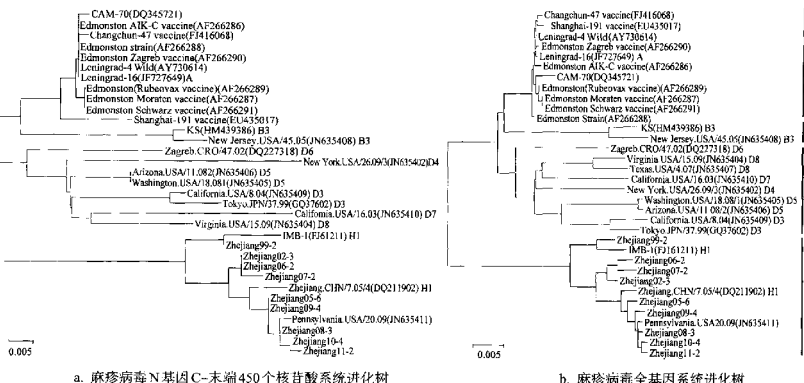 CAM-70(DQ345721)
Edmonston AIK-C vaccine(AF266286)
Changchun-47 vaccine(FJ416068)
Edmonston strain(AF266288)
Edmonston Zagreb vaccine(AF266290)
Leningrad-4 Wild(AY730614)
Leningrad-16(JF727649)A
Edmonston(Rubeovax vaccine)(AF266289)
Edmonston Moraten vaccine(AF266287)
Edmonston Schwarz vaccine(AF266291)
Shanghai-191 vaccine(EU435017)
KS(HM439386) B3
New Jersey.USA/45.05(JN635408) B3
Zagreb.CRO/47.02(DQ227318) D6
New York.USA/26.09/3(JN635402)D4
Arizona.USA/11.082(JN635406) D5
Washington.USA/18.081(JN635405) D5
California.USA/8.04(JN635409) D3
Tokyo.JPN/37.99(GQ37602) D3
California.USA/16.03(JN635410) D7
Virginia.USA/15.09(JN635404) D8
IMB-1(FJ161211) H1
Zhejiang99-2
Zhejiang02-3
Zhejiang06-2
Zhejiang07-2
Zhejiang.CHN/7.05/4(DQ211902) H1
Zhejiang05-6
Zhejiang09-4
Pennsylvania.USA/20.09(JN635411)
Zhejiang08-3
Zhejiang10-4
Zhejiang11-2
0.005
a. 麻疹病毒N基因C-末端450个核苷酸系统进化树
Changchun-47 vaccine(FJ416068)
Shanghai-191 vaccine(EU435017)
Leningrad-4 Wild(AY730614)
Edmonston Zagreb vaccine(AF266290)
Leningrad-16(JF727649) A
Edmonston AIK-C vaccine(AF266286)
CAM-70(DQ345721)
Edmonston(Rubeovax vaccine)(AF266289)
Edmonston Moraten vaccine(AF266287)
Edmonston Schwarz vaccine(AF266291)
Edmonston Strain(AF266288)
KS(HM439386) B3
New Jersey.USA/45.05(JN635408) B3
Zagreb.CRO/47.02(DQ227318) D6
Virginia.USA/15.09(JN635404) D8
Texas.USA/4.07(JN635407) D8
California.USA/16.03(JN635410) D7
New York.USA/26.09/3(JN635402) D4
Washington.USA/18.08/1(JN635405) D5
Arizona.USA/11.08/2(JN635406) D5
California.USA/8.04(JN635409) D3
Tokyo.JPN/37.99(GQ37602) D3
Zhejiang99-2
IMB-1(FJ161211) H1
Zhejiang06-2
Zhejiang07-2
Zhejiang02-3
Zhejiang.CHN/7.05/4(DQ211902) H1
Zhejiang05-6
Zhejiang09-4
Pennsylvania.USA20.09(JN635411)
Zhejiang08-3
Zhejiang10-4
Zhejiang11-2
0.005
b. 麻疹病毒全基因系统进化树